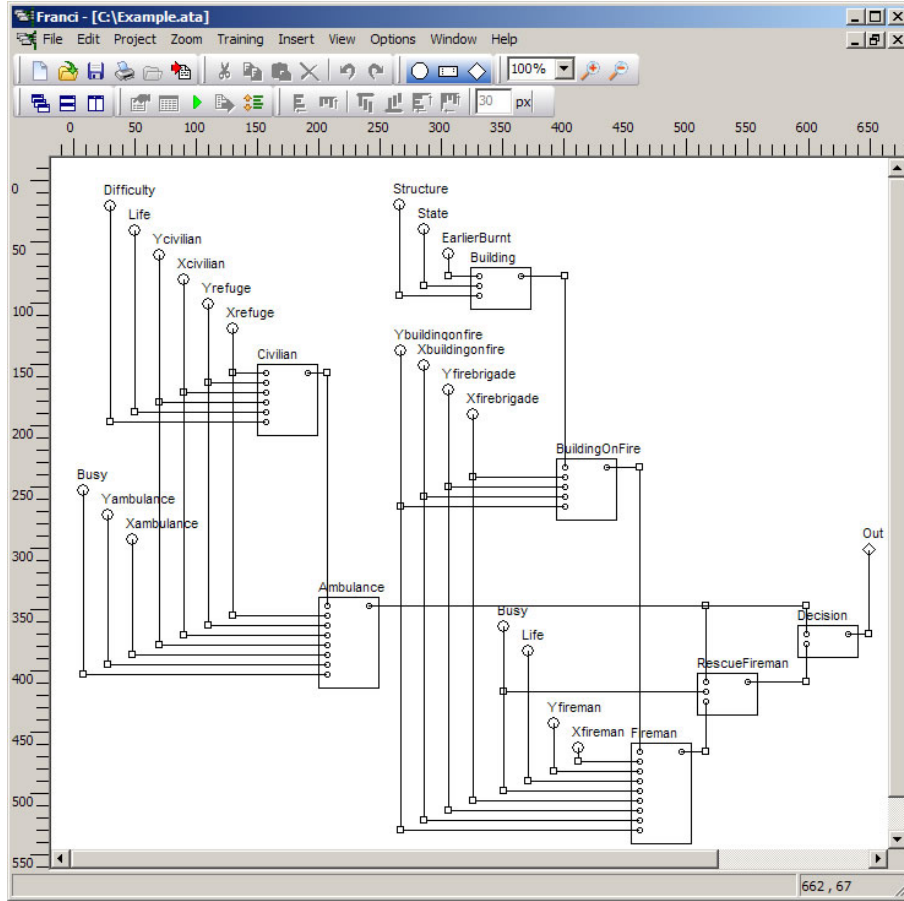 Franci - [C:\Example.ata]
File Edit Project Zoom Training Insert View Options Window Help
100%
30 px
0 50 100 150 200 250 300 350 400 450 500 550 600 650
0
50
100
150
200
250
300
350
400
450
500
550
Difficulty
Life
Ycivilian
Xcivilian
Yrefuge
Xrefuge
Civilian
Structure
State
EarlierBurnt
Building
Ybuildingonfire
Xbuildingonfire
Yfirebrigade
Xfirebrigade
BuildingOnFire
Busy
Yambulance
Xambulance
Ambulance
Out
Busy
Life
Decision
RescueFireman
Yfireman
Xfireman
Fireman
662 , 67